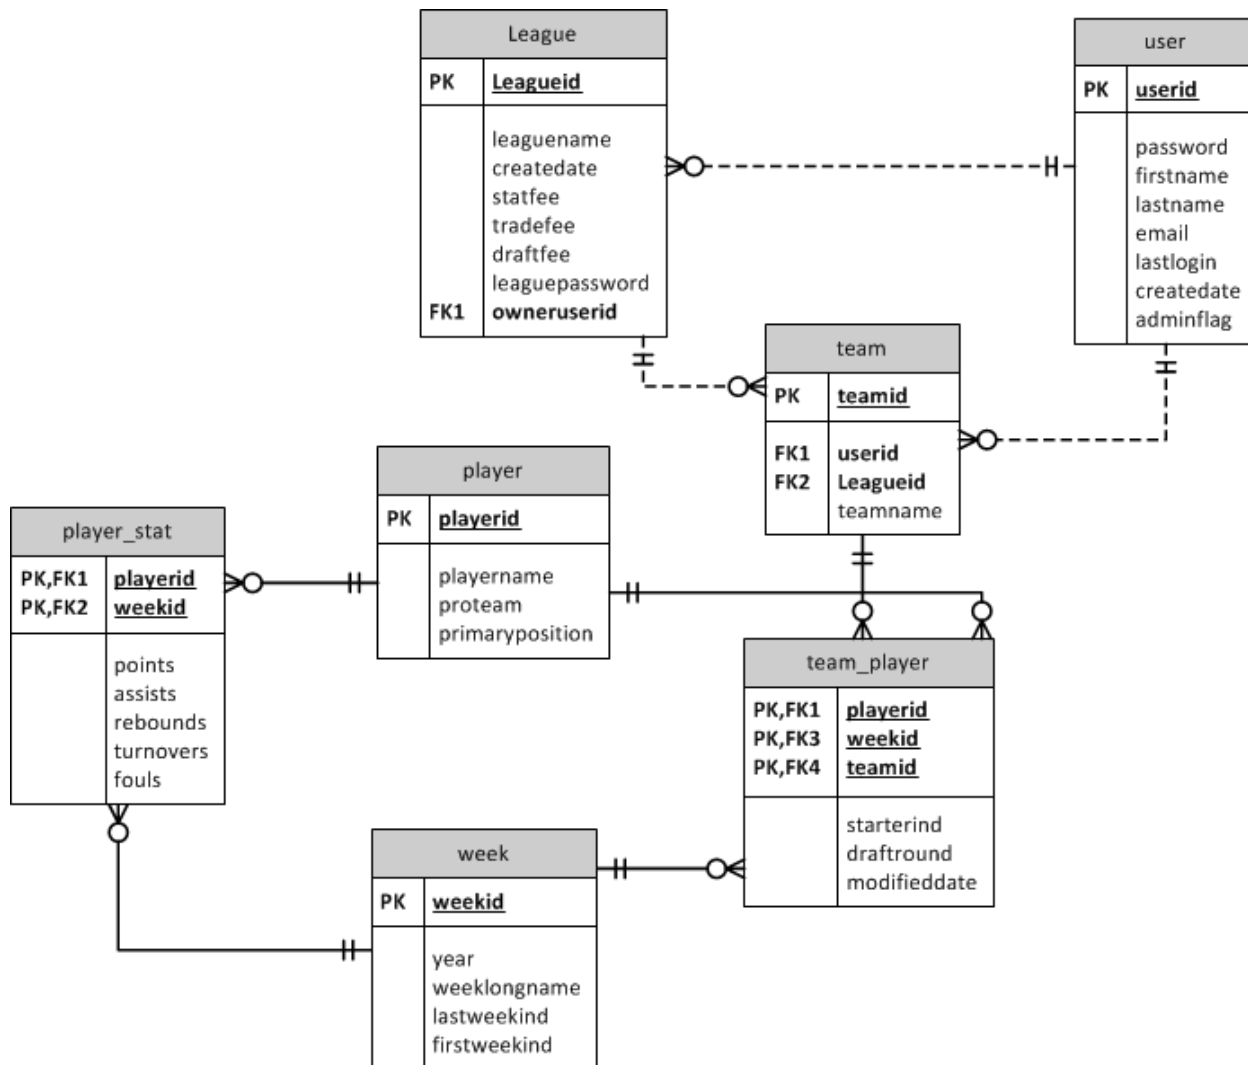 League
PK Leagueid
leaguename
createdate
statfee
tradefee
draftfee
leaguepassword
FK1 owneruserid
user
PK userid
password
firstname
lastname
email
lastlogin
createdate
adminflag
team
PK teamid
FK1 userid
FK2 Leagueid
teamname
player
PK playerid
playername
proteam
primaryposition
player_stat
PK,FK1 playerid
PK,FK2 weekid
points
assists
rebounds
turnovers
fouls
team_player
PK,FK1 playerid
PK,FK3 weekid
PK,FK4 teamid
starterind
draftround
modifieddate
week
PK weekid
year
weeklongname
lastweekind
firstweekind